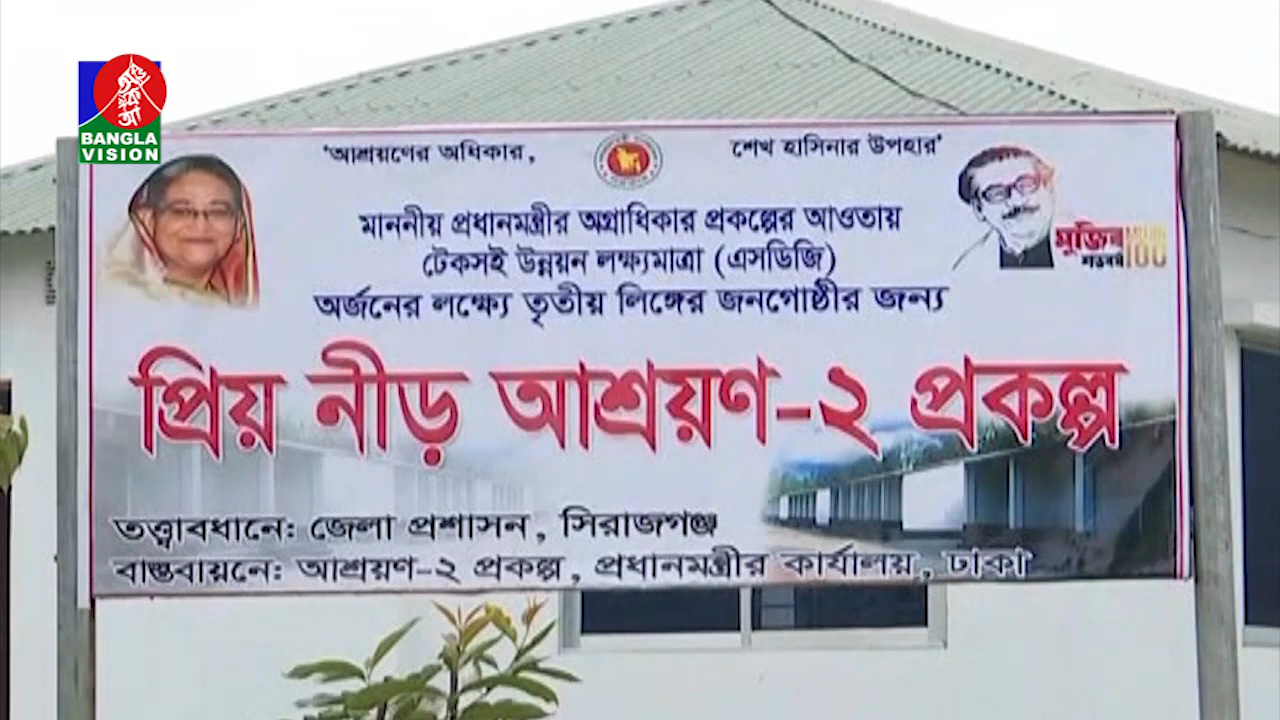 BANGLA
VISION
'আশ্রয়ণের অধিকার, শেখ হাসিনার উপহার'
মাননীয় প্রধানমন্ত্রীর অগ্রাধিকার প্রকল্পের আওতায়
টেকসই উন্নয়ন লক্ষ্যমাত্রা (এসডিজি)
মুজিব 100
শতবর্ষ
অর্জনের লক্ষ্যে তৃতীয় লিঙ্গের জনগোষ্ঠীর জন্য
প্রিয় নীড় আশ্রয়ণ-২ প্রকল্প
তত্ত্বাবধানে: জেলা প্রশাসন, সিরাজগঞ্জ
বাস্তবায়নে: আশ্রয়ণ-২ প্রকল্প, প্রধানমন্ত্রীর কার্যালয়, ঢাকা